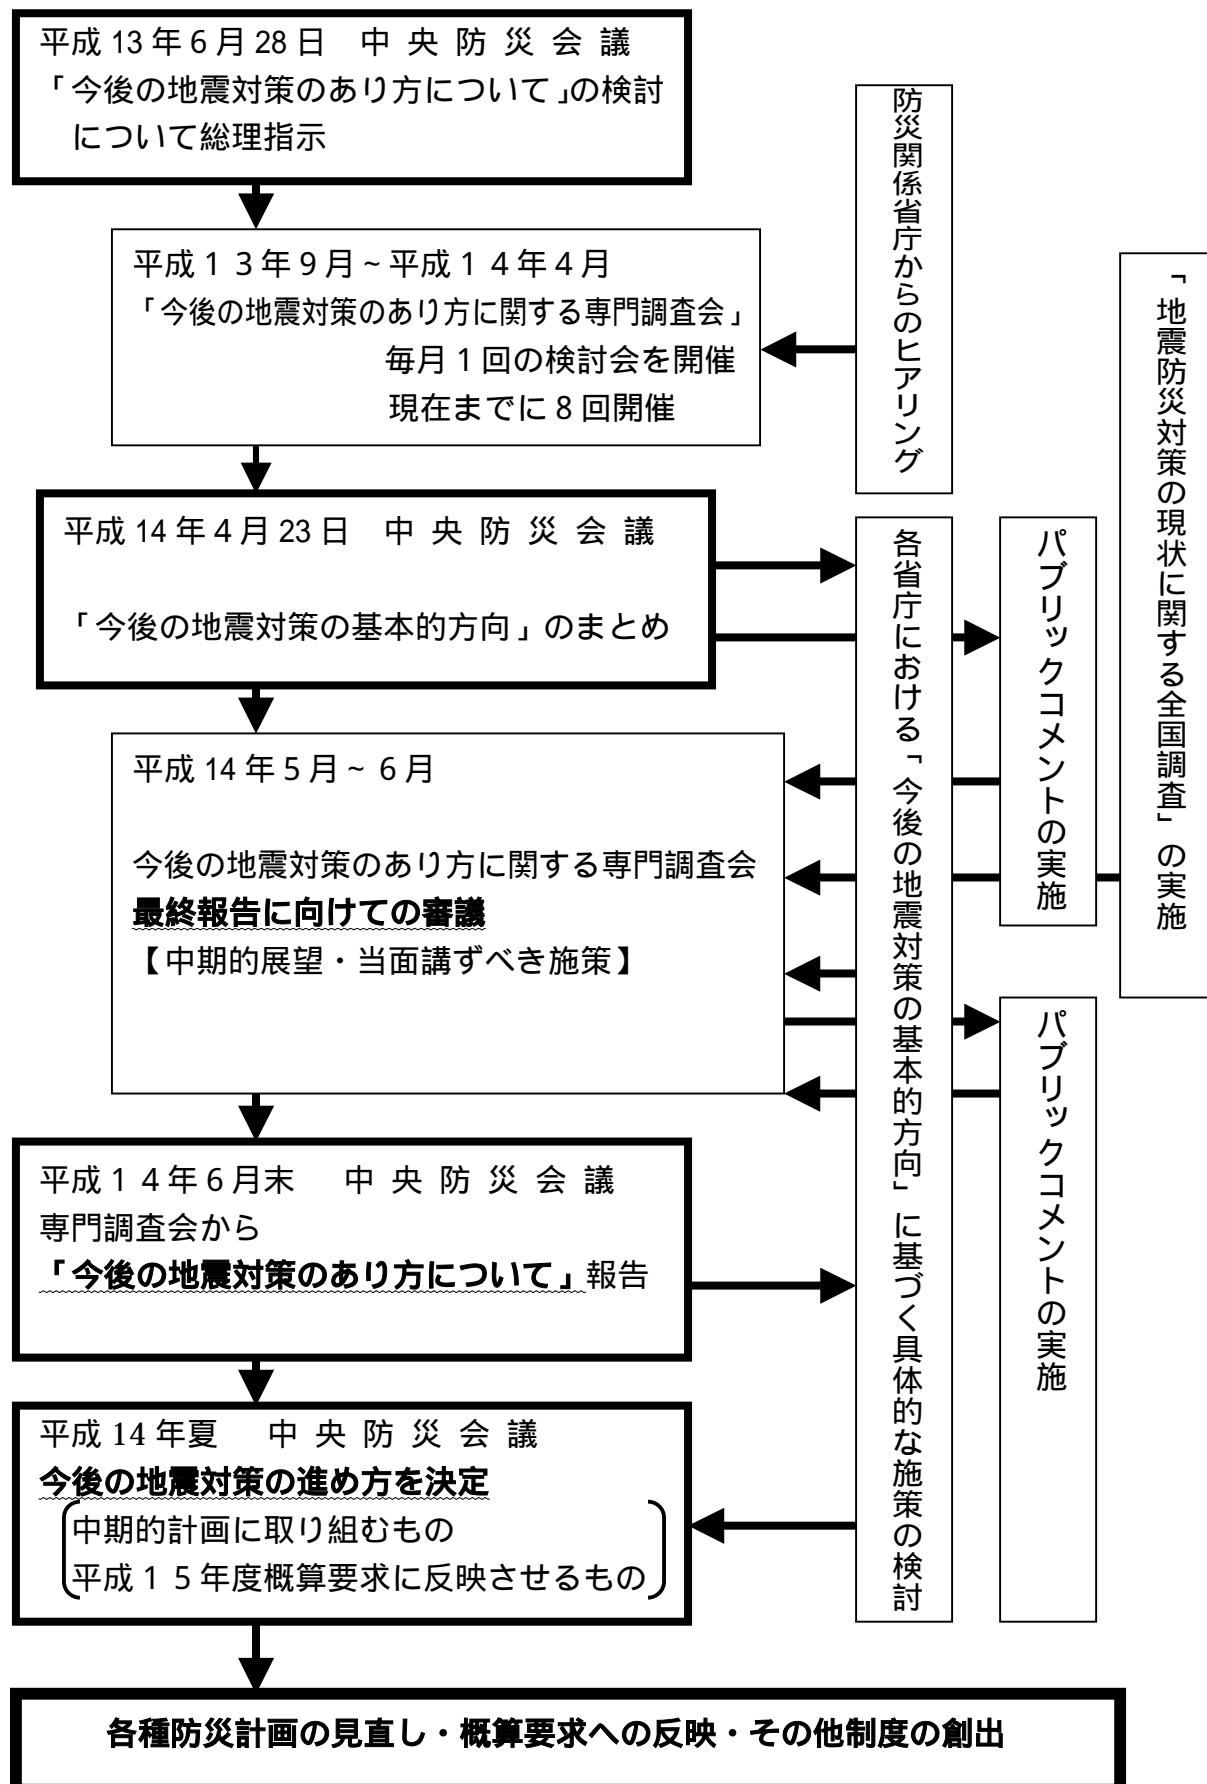 平成13年6月28日　中 央 防 災 会 議
「今後の地震対策のあり方について」の検討
について総理指示
平成１３年９月～平成１４年４月
「今後の地震対策のあり方に関する専門調査会」
毎月１回の検討会を開催
現在までに８回開催
防災関係省庁からのヒアリング
「地震防災対策の現状に関する全国調査」の実施
平成14年4月23日　中 央 防 災 会 議
「今後の地震対策の基本的方向」のまとめ
各省庁における「今後の地震対策の基本的方向」に基づく具体的な施策の検討
パブリックコメントの実施
平成14年5月～6月
今後の地震対策のあり方に関する専門調査会
最終報告に向けての審議
【中期的展望・当面講ずべき施策】
パブリックコメントの実施
平成１４年６月末　中 央 防 災 会 議
専門調査会から
「今後の地震対策のあり方について」報告
平成14年夏　中 央 防 災 会 議
今後の地震対策の進め方を決定
中期的計画に取り組むもの
平成１５年度概算要求に反映させるもの
各種防災計画の見直し・概算要求への反映・その他制度の創出